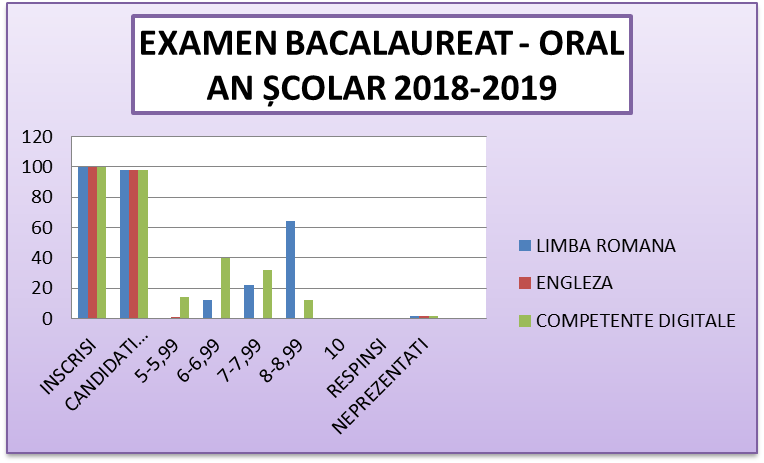 EXAMEN BACALAUREAT - ORAL
AN ȘCOLAR 2018-2019
120
100
80
60
40
20
0
INSCRISI
CANDIDATI...
5-5,99
6-6,99
7-7,99
8-8,99
10
RESPINSI
NEPREZENTATI
LIMBA ROMANA
ENGLEZA
COMPETENTE DIGITALE